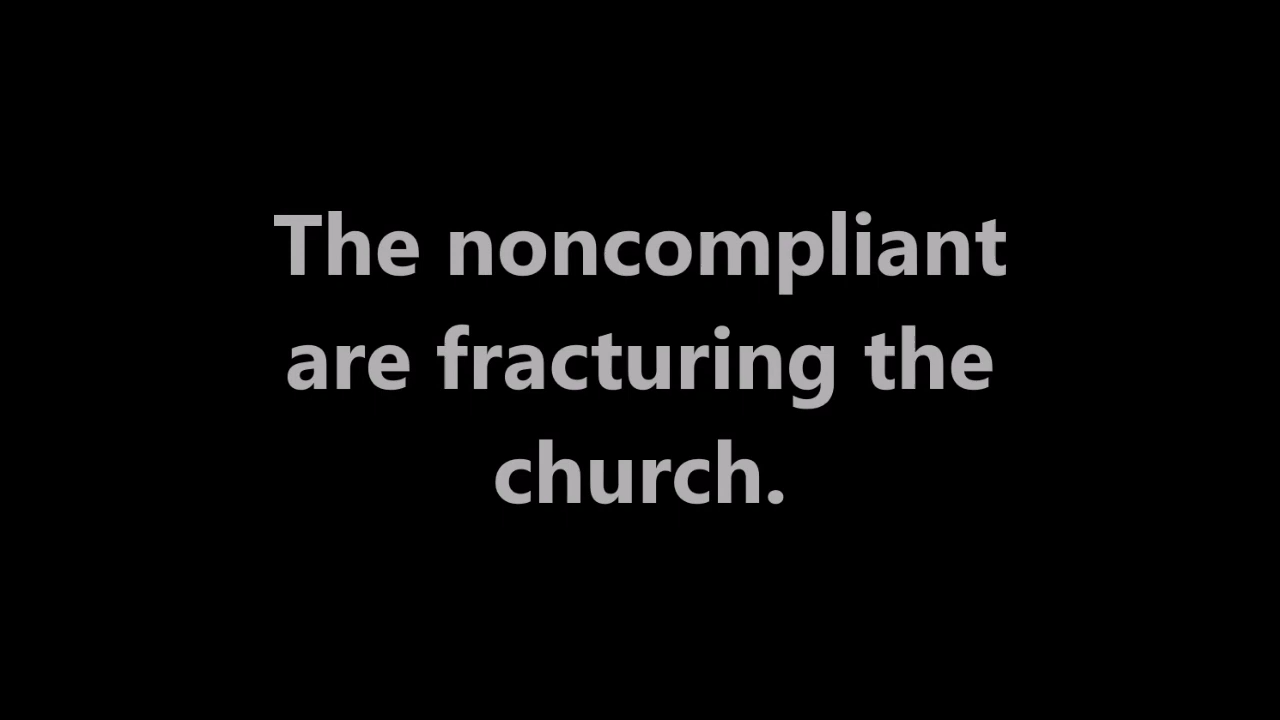 The noncompliant
are fracturing the
church.